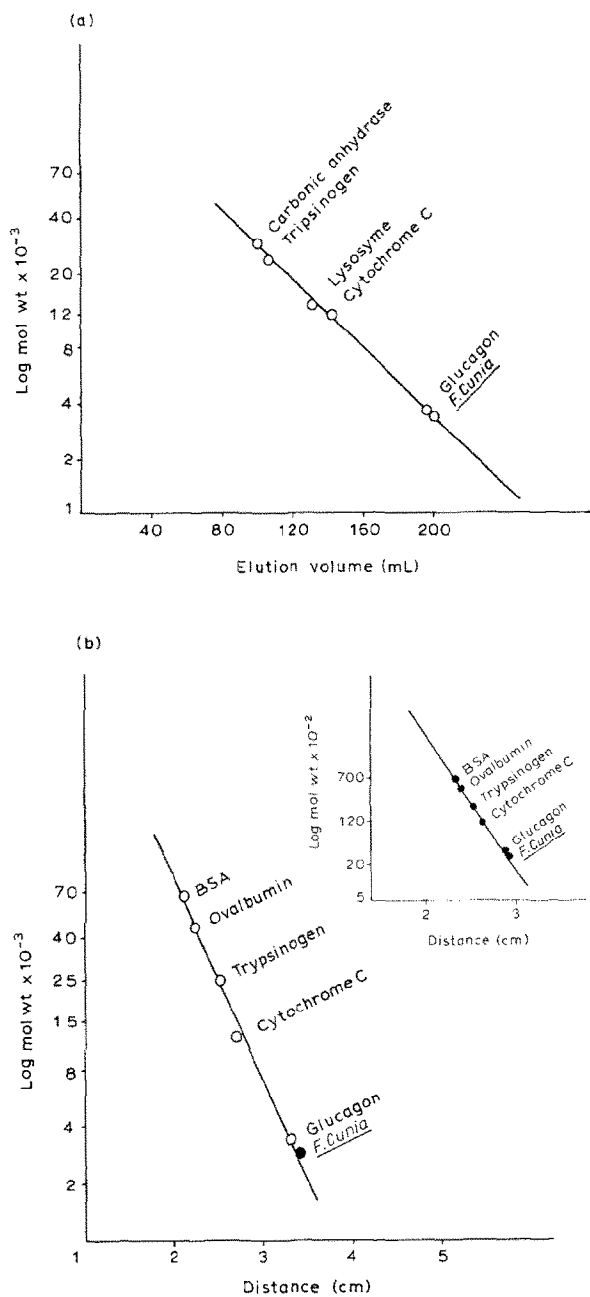 (a)
Log mol wt x 10-3
70
40
20
12
8
4
2
1
Carbonic anhydrase
Tripsinogen
Lysosyme
Cytochrome C
Glucagon
F. Cunia
40 80 120 160 200
Elution volume (mL)
(b)
Log mol wt x 10-3
70
40
25
15
8
4
2
BSA
Ovalbumin
Trypsinogen
Cytochrome C
Glucagon
F. Cunia
1 2 3 4 5
Distance (cm)
Log mol wt x 10-2
700
120
20
5
BSA
Ovalbumin
Trypsinogen
Cytochrome C
Glucagon
F. Cunia
2 3
Distance (cm)